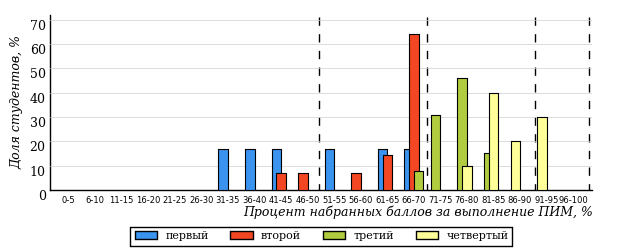 Доля студентов, %
70
60
50
40
30
20
10
0
0-5 6-10 11-15 16-20 21-25 26-30 31-35 36-40 41-45 46-50 51-55 56-60 61-65 66-70 71-75 76-80 81-85 86-90 91-95 96-100
Процент набранных баллов за выполнение ПИМ, %
первый второй третий четвертый